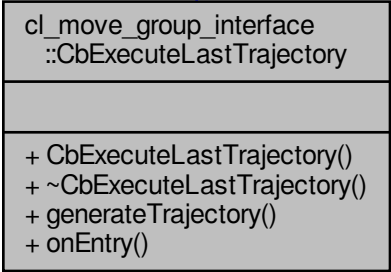 cl_move_group_interface
::CbExecuteLastTrajectory
+ CbExecuteLastTrajectory()
+ ~CbExecuteLastTrajectory()
+ generateTrajectory()
+ onEntry()